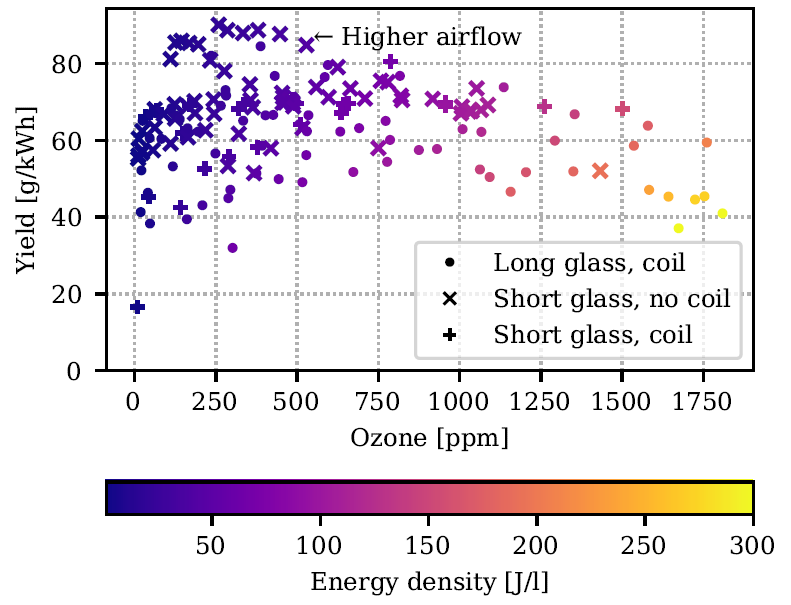 ← Higher airflow
80
60
40
20
0
Yield [g/kWh]
Long glass, coil
Short glass, no coil
Short glass, coil
0 250 500 750 1000 1250 1500 1750
Ozone [ppm]
50 100 150 200 250 300
Energy density [J/l]